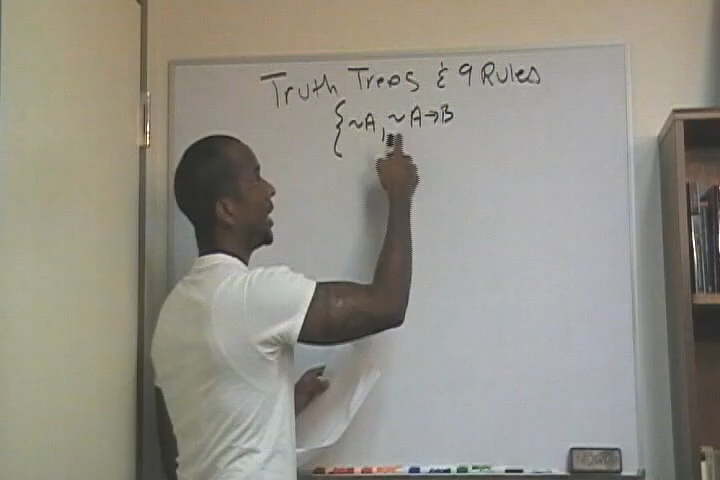 Truth Trees & 9 Rules
{~A, ~A→B